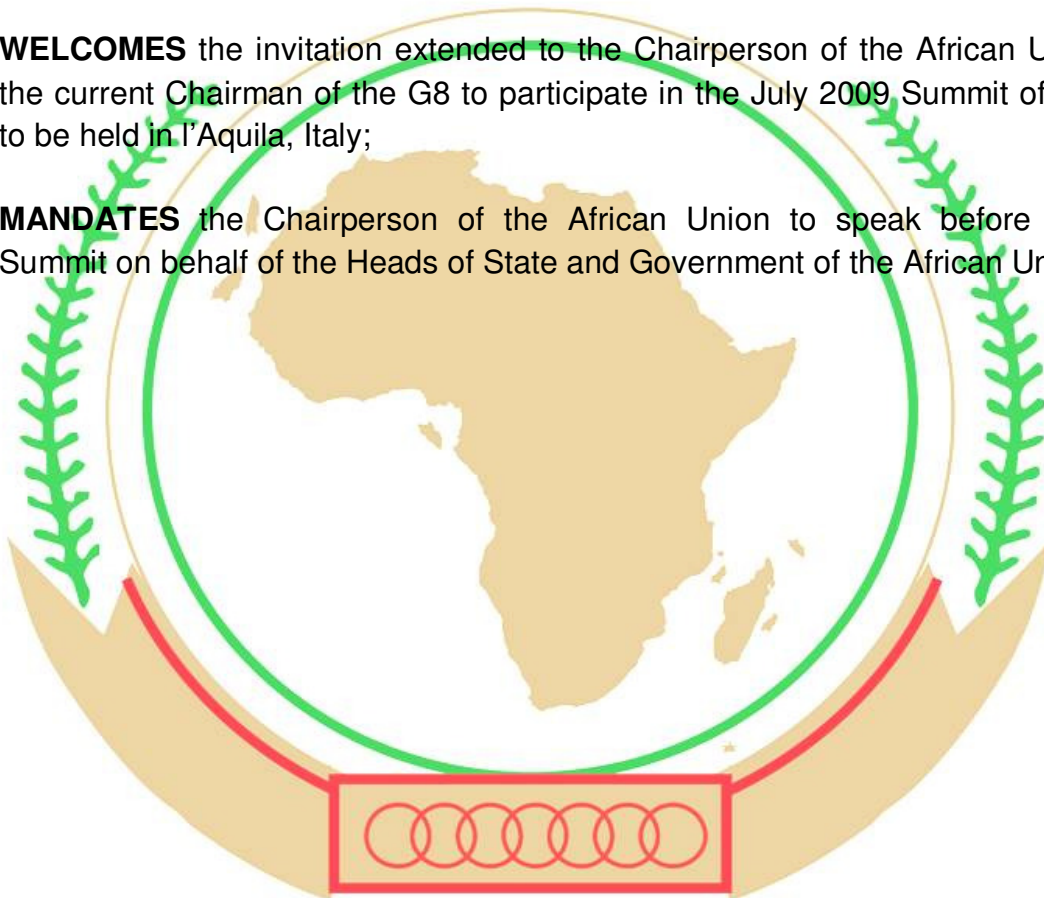 WELCOMES the invitation extended to the Chairperson of the African U
the current Chairman of the G8 to participate in the July 2009 Summit of
to be held in l’Aquila, Italy;
MANDATES the Chairperson of the African Union to speak before
Summit on behalf of the Heads of State and Government of the African Un